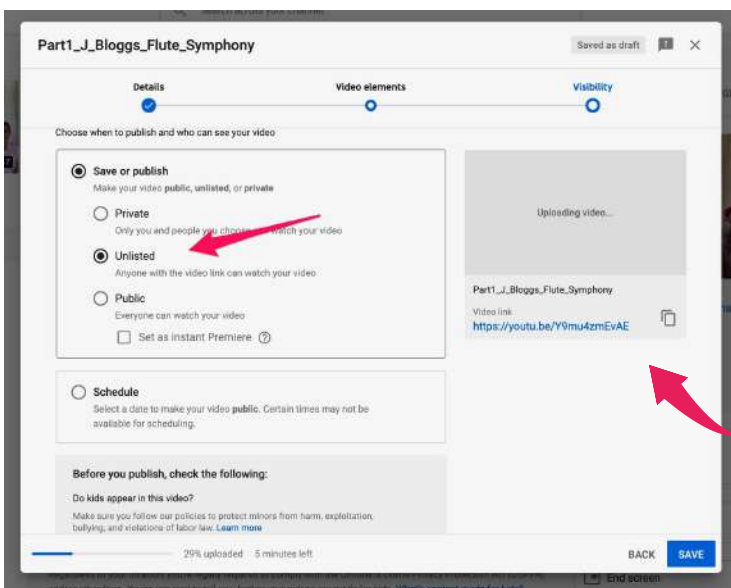 Search across your channel
Part1_J_Bloggs_Flute_Symphony
Saved as draft
Details
Video elements
Visibility
Choose when to publish and who can see your video
Save or publish
Make your video public, unlisted, or private
Private
Only you and people you choose watch your video
Unlisted
Anyone with the video link can watch your video
Public
Everyone can watch your video
Set as instant Premiere
Schedule
Select a date to make your video public. Certain times may not be
available for scheduling.
Uploading video...
Part1_J_Bloggs_Flute_Symphony
Video link
https://youtu.be/Y9mu4zmEvAE
Before you publish, check the following:
Do kids appear in this video?
Make sure you follow our policies to protect minors from harm, exploitation,
bullying, and violations of labor law. Learn more
29% uploaded 5 minutes left
BACK
SAVE
End screen